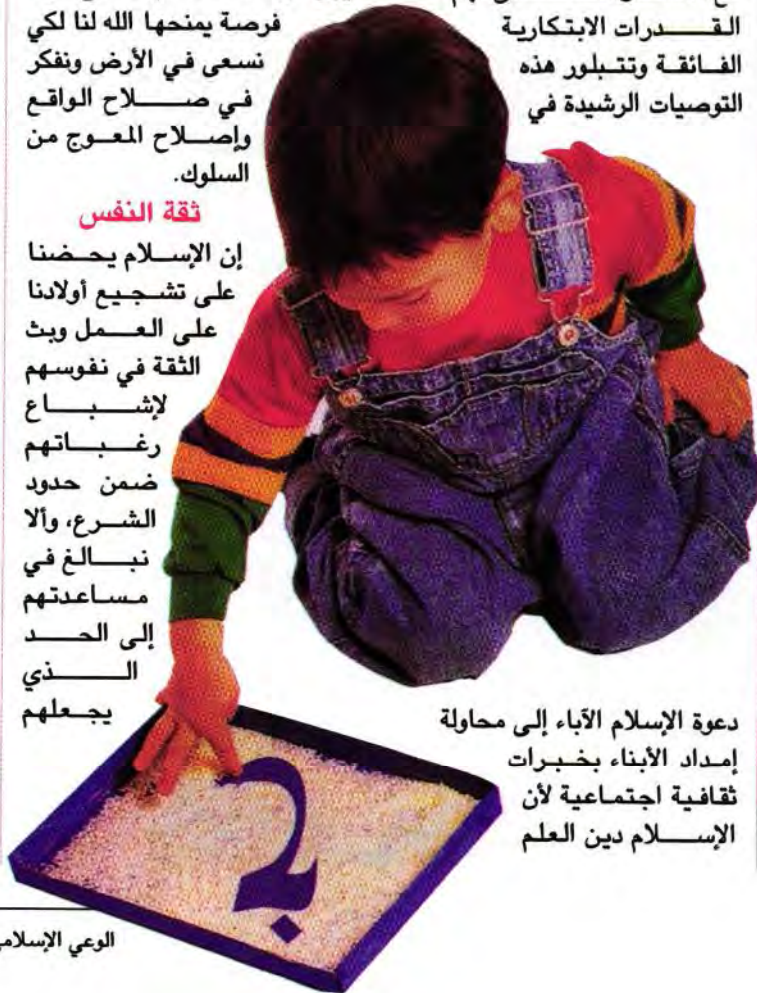 القدرات الابتكارية
الفائقة وتتبلور هذه
التوصيات الرشيدة في
دعوة الإسلام الآباء إلى محاولة
إمداد الأبناء بخبرات
ثقافية اجتماعية لأن
الإسلام دين العلم
فرصة يمنحها الله لنا لكي
نسعى في الأرض ونفكر
في صلاح الواقع
وإصلاح المعوج من
السلوك.
ثقة النفس
إن الإسلام يحضنا
على تشجيع أولادنا
على العمل وبث
الثقة في نفوسهم
لإشباع
رغباتهم
ضمن حدود
الشرع، وألا
نبالغ في
مساعدتهم
إلى الحد
الذي
يجعلهم
ب
الوعي الإسلامي